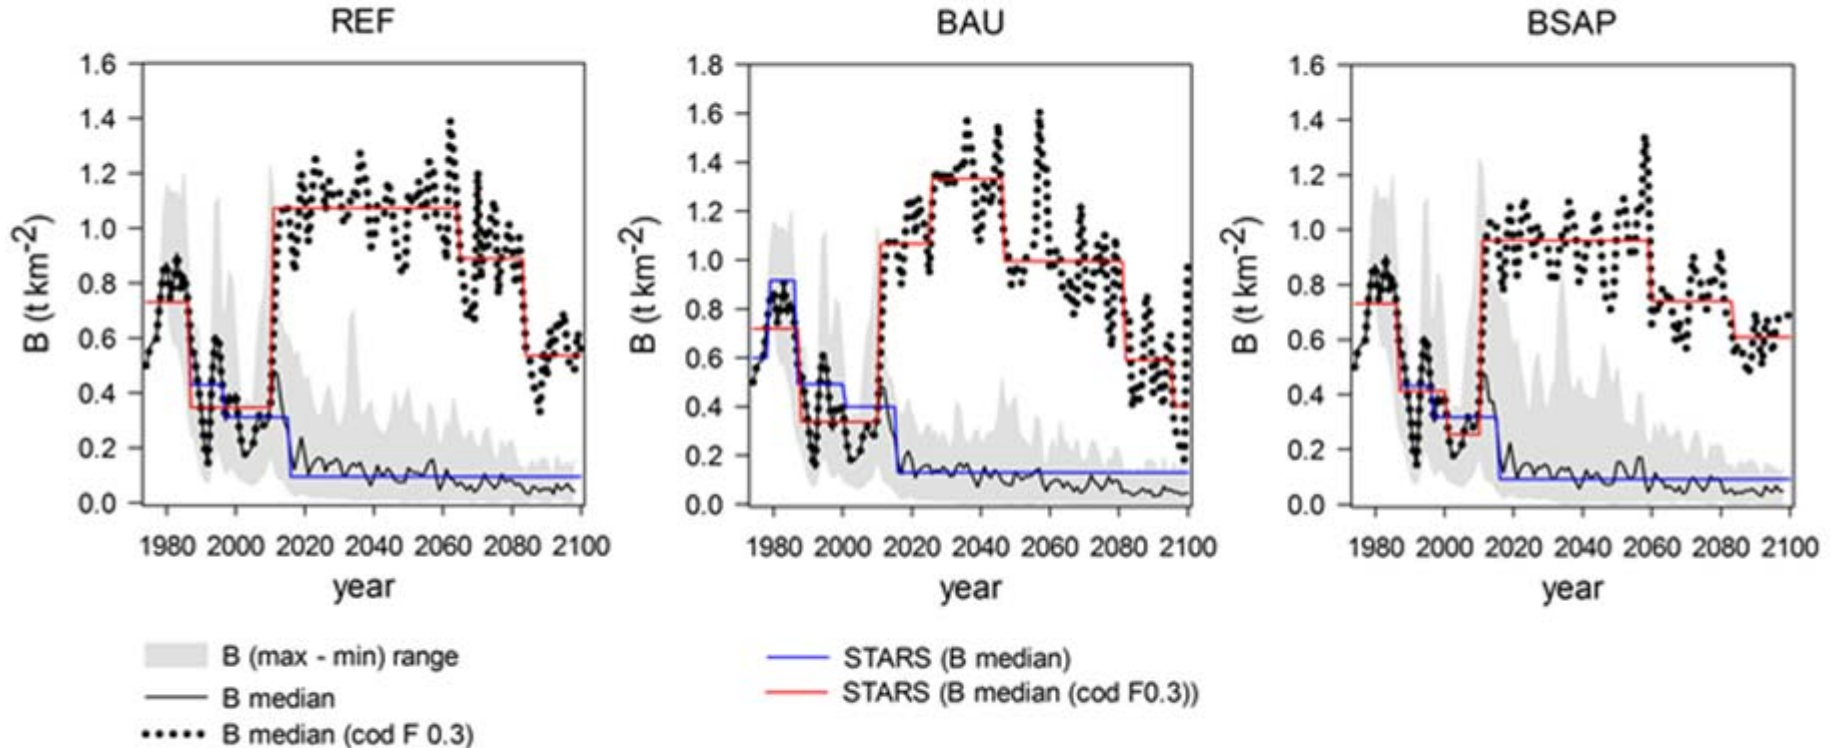 REF
BAU
BSAP
B (t km-2)
1.6
1.4
1.2
1.0
0.8
0.6
0.4
0.2
0.0
1980 2000 2020 2040 2060 2080 2100
year
B (t km-2)
1.8
1.6
1.4
1.2
1.0
0.8
0.6
0.4
0.2
0.0
1980 2000 2020 2040 2060 2080 2100
year
B (t km-2)
1.6
1.4
1.2
1.0
0.8
0.6
0.4
0.2
0.0
1980 2000 2020 2040 2060 2080 2100
year
B (max - min) range
B median
B median (cod F 0.3)
STARS (B median)
STARS (B median (cod F0.3))